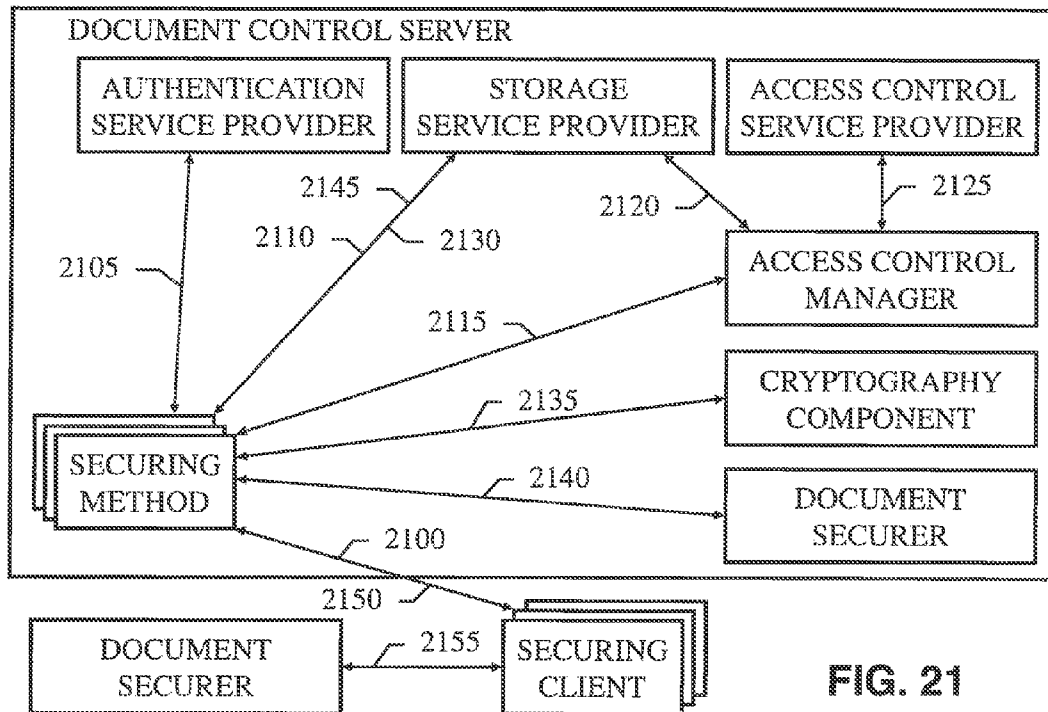 DOCUMENT CONTROL SERVER
AUTHENTICATION
SERVICE PROVIDER
STORAGE
SERVICE PROVIDER
ACCESS CONTROL
SERVICE PROVIDER
2145
2120
2125
2110
2130
2105
ACCESS CONTROL
MANAGER
2115
CRYPTOGRAPHY
COMPONENT
2135
SECURING
METHOD
2140
DOCUMENT
SECURER
2100
2150
DOCUMENT
SECURER
2155
SECURING
CLIENT
FIG. 21